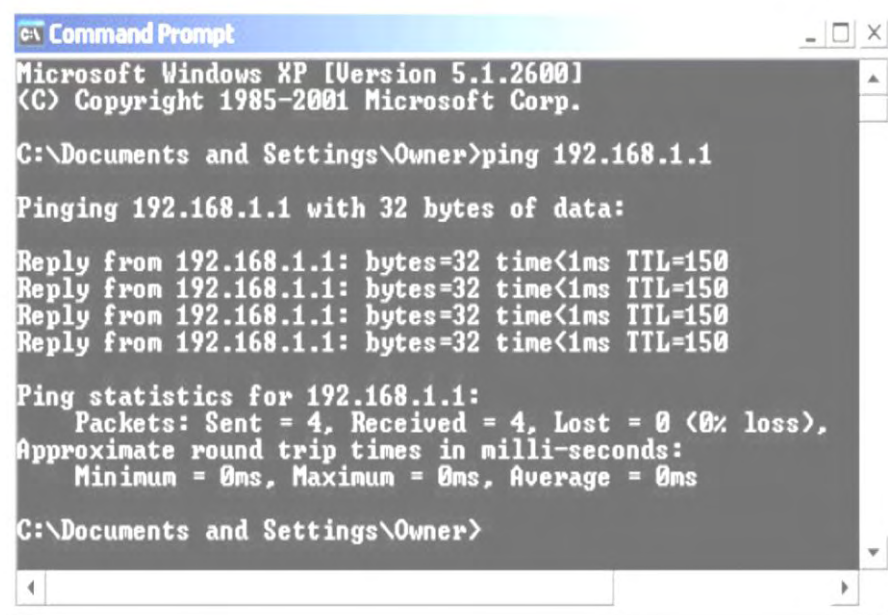 Command Prompt
Microsoft Windows XP [Version 5.1.2600]
(C) Copyright 1985-2001 Microsoft Corp.
C:\Documents and Settings\Owner>ping 192.168.1.1
Pinging 192.168.1.1 with 32 bytes of data:
Reply from 192.168.1.1: bytes=32 time<1ms TTL=150
Reply from 192.168.1.1: bytes=32 time<1ms TTL=150
Reply from 192.168.1.1: bytes=32 time<1ms TTL=150
Reply from 192.168.1.1: bytes=32 time<1ms TTL=150
Ping statistics for 192.168.1.1:
Packets: Sent = 4, Received = 4, Lost = 0 (0% loss),
Approximate round trip times in milli-seconds:
Minimum = 0ms, Maximum = 0ms, Average = 0ms
C:\Documents and Settings\Owner>